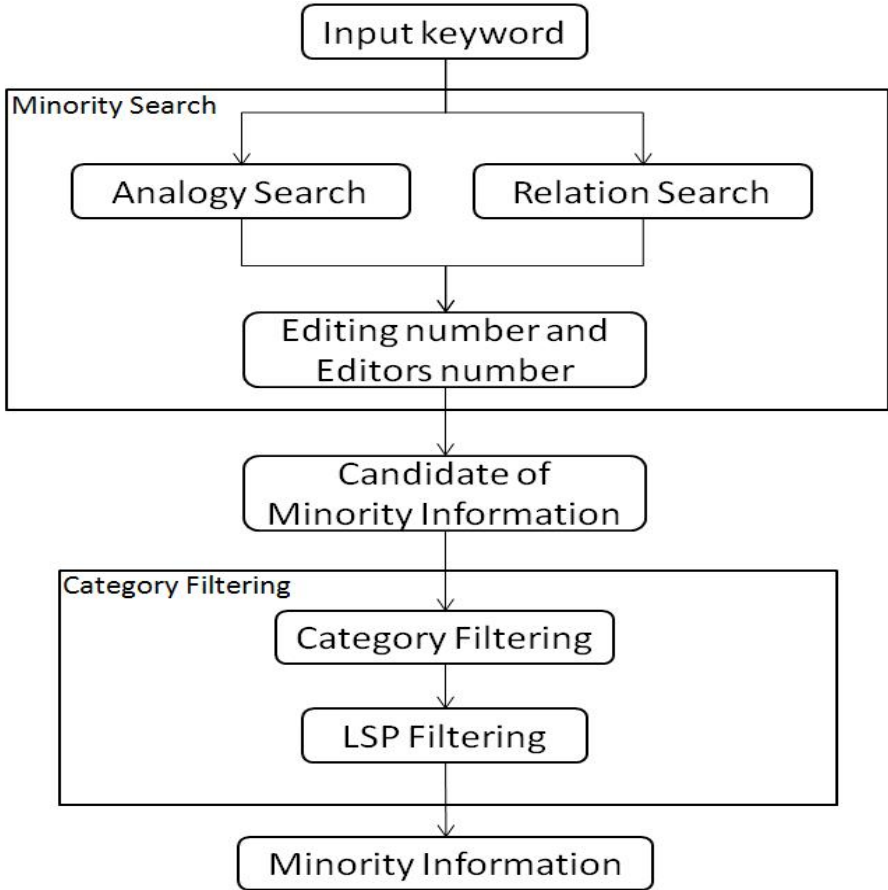 Input keyword
Minority Search
Analogy Search
Relation Search
Editing number and
Editors number
Candidate of
Minority Information
Category Filtering
Category Filtering
LSP Filtering
Minority Information